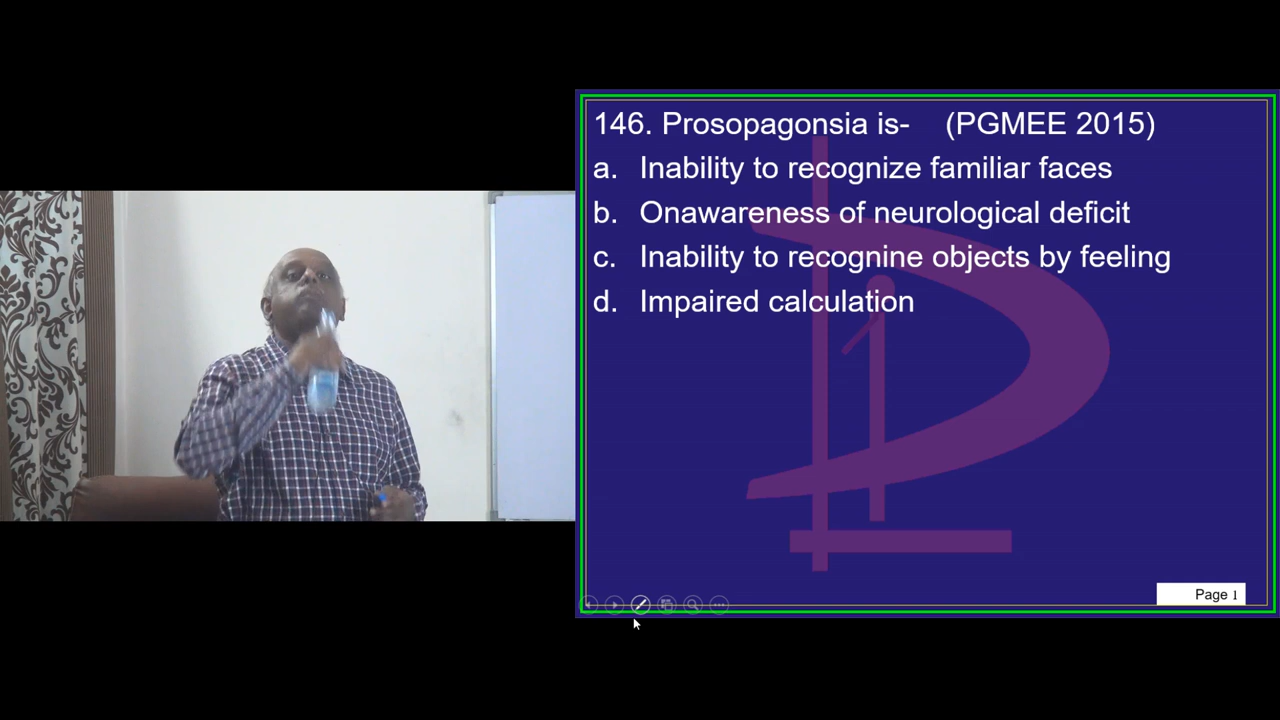 146. Prosopagonsia is- (PGMEE 2015)
a. Inability to recognize familiar faces
b. Onawareness of neurological deficit
c. Inability to recognine objects by feeling
d. Impaired calculation
Page 1